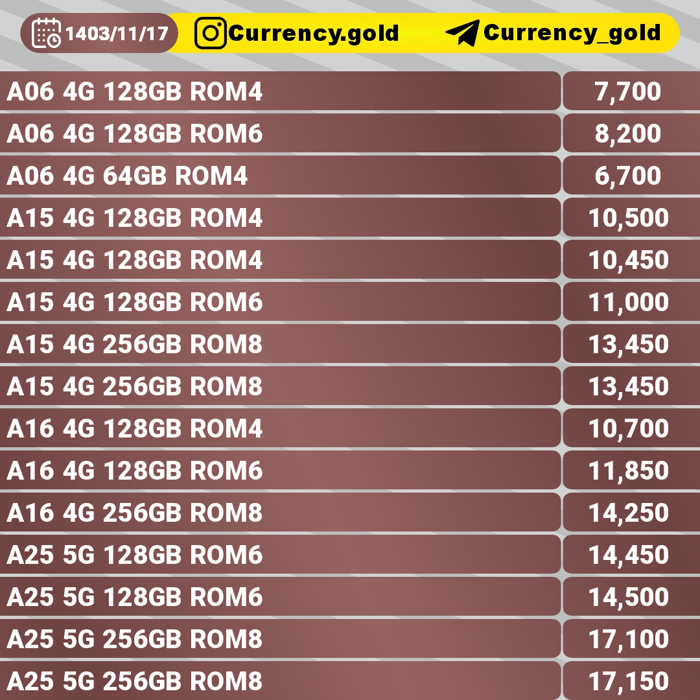 1403/11/17 Currency.gold Currency_gold
A06 4G 128GB ROM4 7,700
A06 4G 128GB ROM6 8,200
A06 4G 64GB ROM4 6,700
A15 4G 128GB ROM4 10,500
A15 4G 128GB ROM4 10,450
A15 4G 128GB ROM6 11,000
A15 4G 256GB ROM8 13,450
A15 4G 256GB ROM8 13,450
A16 4G 128GB ROM4 10,700
A16 4G 128GB ROM6 11,850
A16 4G 256GB ROM8 14,250
A25 5G 128GB ROM6 14,450
A25 5G 128GB ROM6 14,500
A25 5G 256GB ROM8 17,100
A25 5G 256GB ROM8 17,150